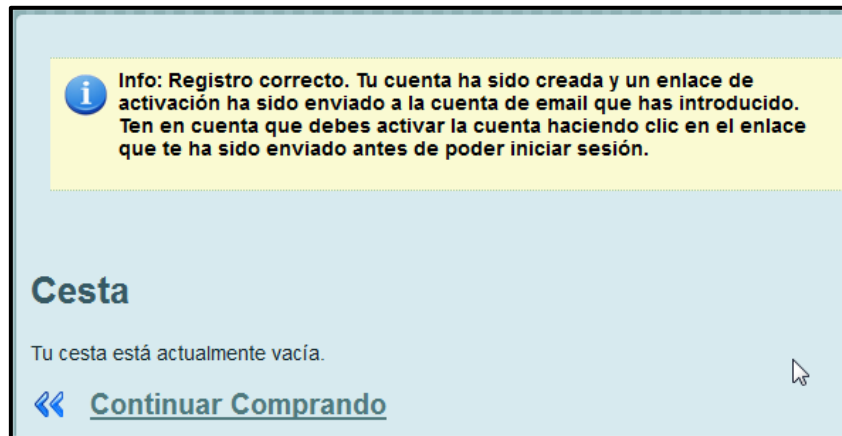 Info: Registro correcto. Tu cuenta ha sido creada y un enlace de
activación ha sido enviado a la cuenta de email que has introducido.
Ten en cuenta que debes activar la cuenta haciendo clic en el enlace
que te ha sido enviado antes de poder iniciar sesión.
Cesta
Tu cesta está actualmente vacía.
Continuar Comprando